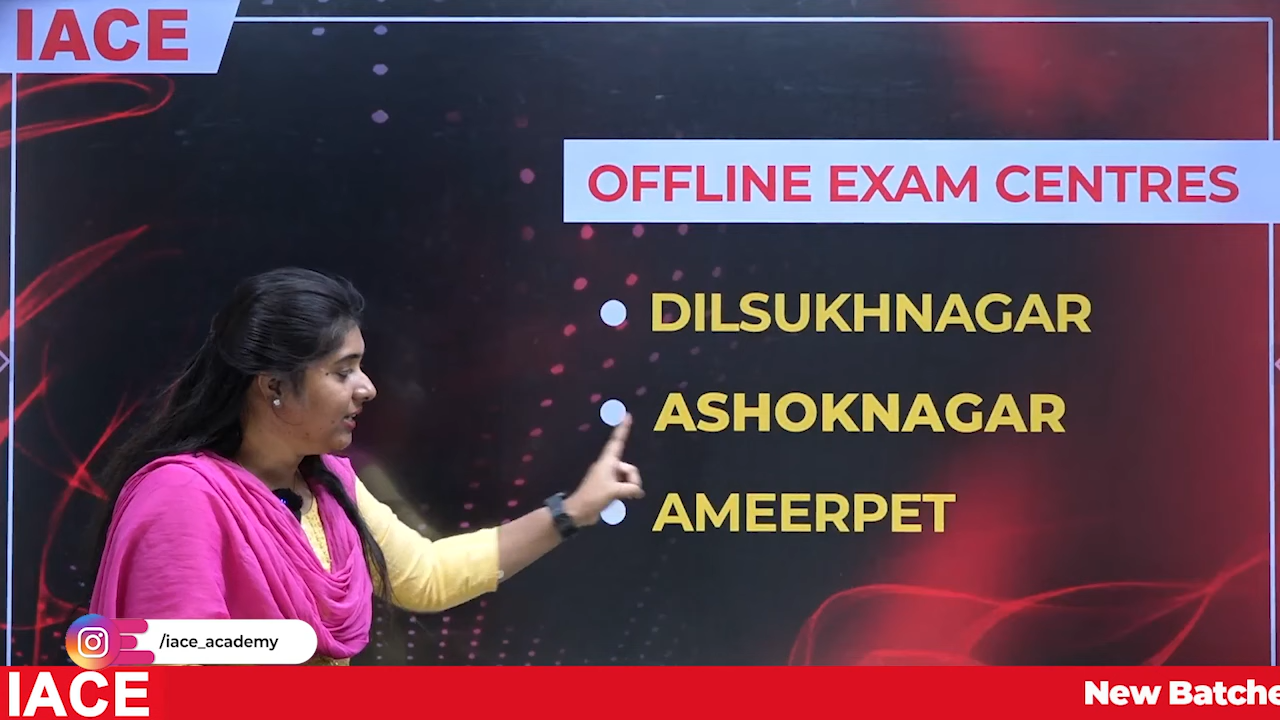 IACE
OFFLINE EXAM CENTRES
DILSUKHNAGAR
ASHOKNAGAR
AMEERPET
/iace_academy
IACE
New Batche